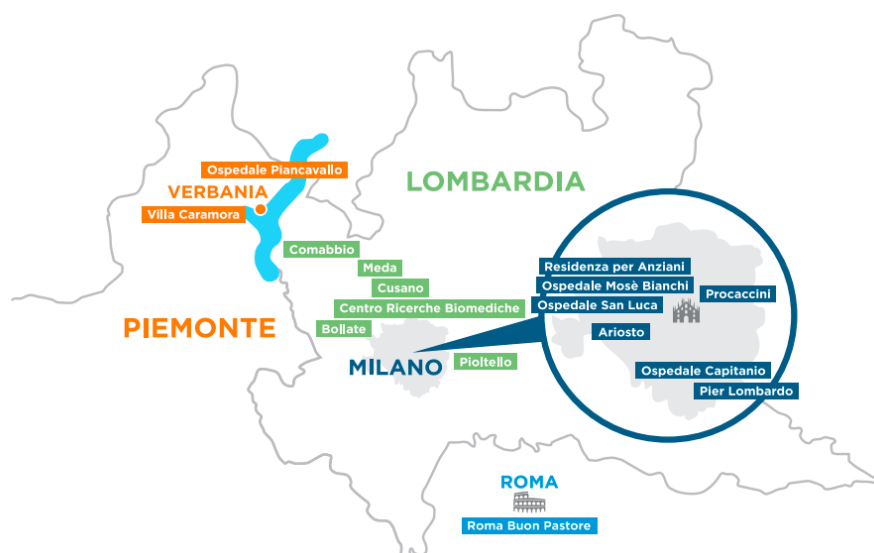 Ospedale Piancavallo
VERBANIA
Villa Caramora
LOMBARDIA
Comabbio
Meda
Cusano
Centro Ricerche Biomediche
Bollate
PIEMONTE
MILANO
Pioltello
Residenza per Anziani
Ospedale Mosè Bianchi
Procaccini
Ospedale San Luca
Ariosto
Ospedale Capitanio
Pier Lombardo
ROMA
Roma Buon Pastore